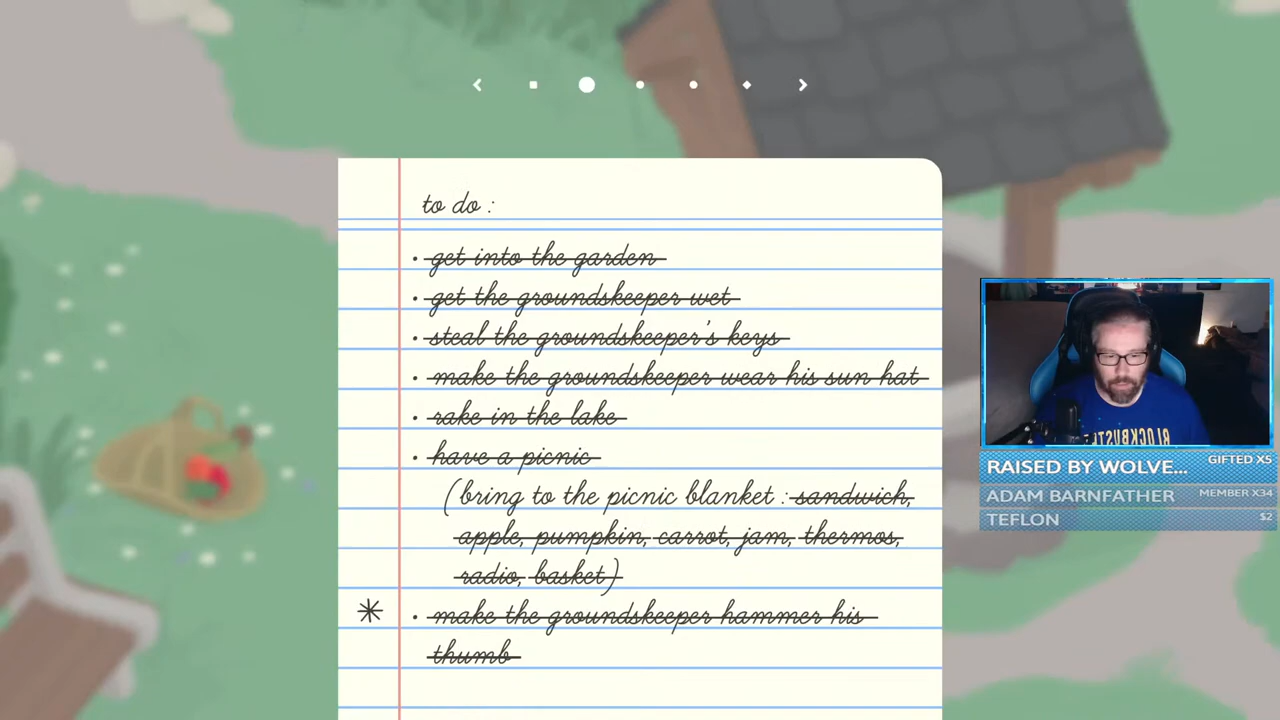 to do :
• get into the garden
• get the groundskeeper wet
• steal the groundskeeper's keys
• make the groundskeeper wear his sun hat
• rake in the lake
• have a picnic
(bring to the picnic blanket : sandwich,
apple, pumpkin, carrot, jam, thermos,
radio, basket)
• make the groundskeeper hammer his
thumb
BLOCKBUSTE
RAISED BY WOLVE... GIFTED X5
ADAM BARNFATHER MEMBER X34
TEFLON $2